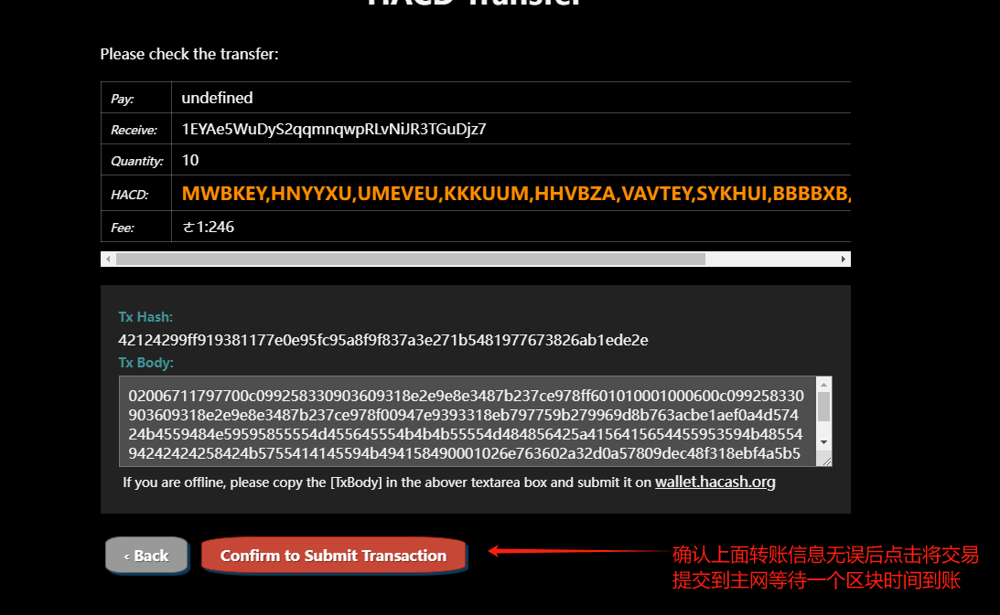 HACD Transfer
Please check the transfer:
Pay: undefined
Receive: 1EYAe5WuDyS2qqmnqwpRLvNiJR3TGuDjz7
Quantity: 10
HACD: MWBKEY,HNYYXU,UMEVEU,KKKUUM,HHVBZA,VAVTEY,SYKHUI,BBBBXB,
Fee: ㄜ1:246
Tx Hash:
42124299ff919381177e0e95fc95a8f9f837a3e271b5481977673826ab1ede2e
Tx Body:
02006711797700c099258330903609318e2e9e8e3487b237ce978ff601010001000600c099258330
903609318e2e9e8e3487b237ce978f00947e9393318eb797759b279969d8b763acbe1aef0a4d574
24b4559484e59595855554d455645554b4b4b55554d484856425a4156415654455953594b48554
94242424258424b5755414145594b494158490001026e763602a32d0a57809dec48f318ebf4a5b5
If you are offline, please copy the [TxBody] in the abover textarea box and submit it on wallet.hacash.org
‹ Back
Confirm to Submit Transaction
确认上面转账信息无误后点击将交易
提交到主网等待一个区块时间到账